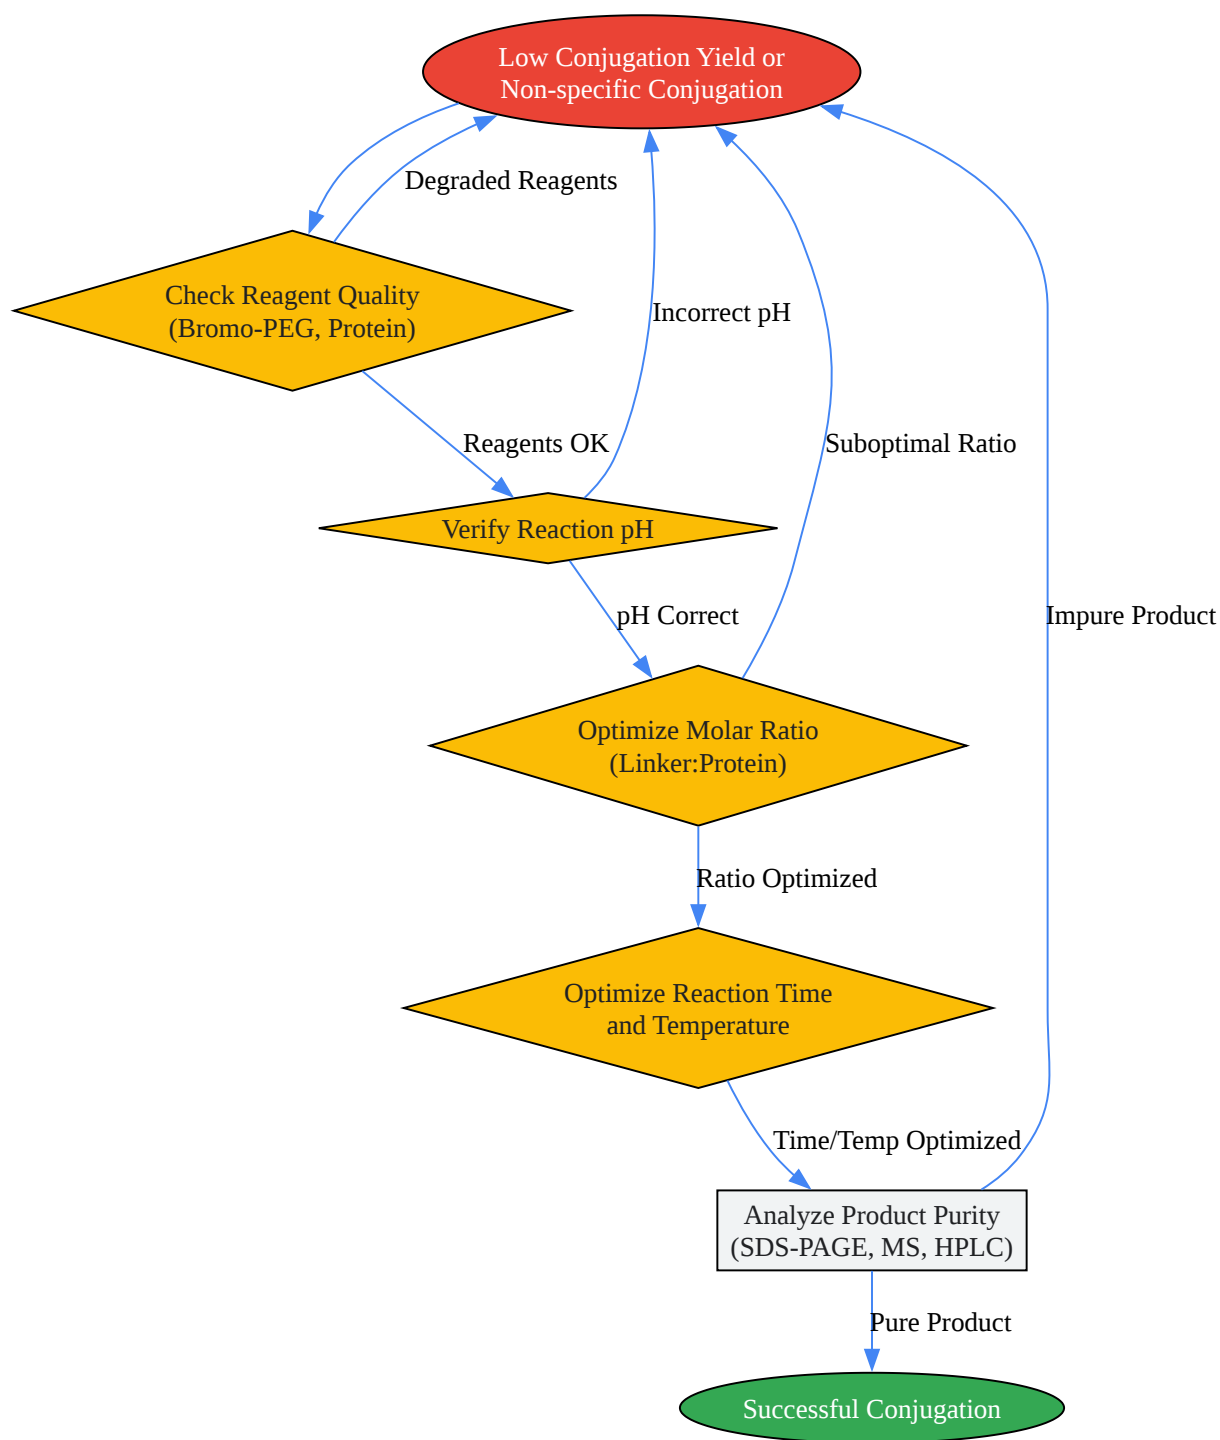 Low Conjugation Yield or
Non-specific Conjugation
Degraded Reagents
Check Reagent Quality
(Bromo-PEG, Protein)
Incorrect pH
Reagents OK
Suboptimal Ratio
Verify Reaction pH
pH Correct
Impure Product
Optimize Molar Ratio
(Linker:Protein)
Ratio Optimized
Optimize Reaction Time
and Temperature
Time/Temp Optimized
Analyze Product Purity
(SDS-PAGE, MS, HPLC)
Pure Product
Successful Conjugation